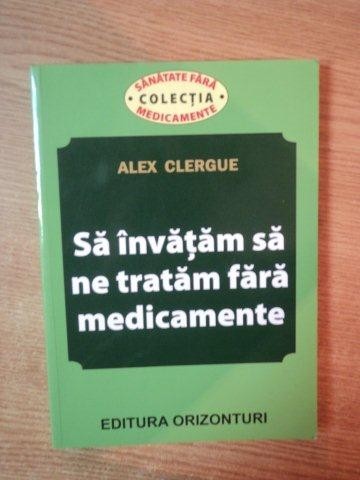 SĂNĂTATE FĂRĂ
• COLECȚIA •
MEDICAMENTE
ALEX CLERGUE
Să învățăm să
ne tratăm fără
medicamente
EDITURA ORIZONTURI